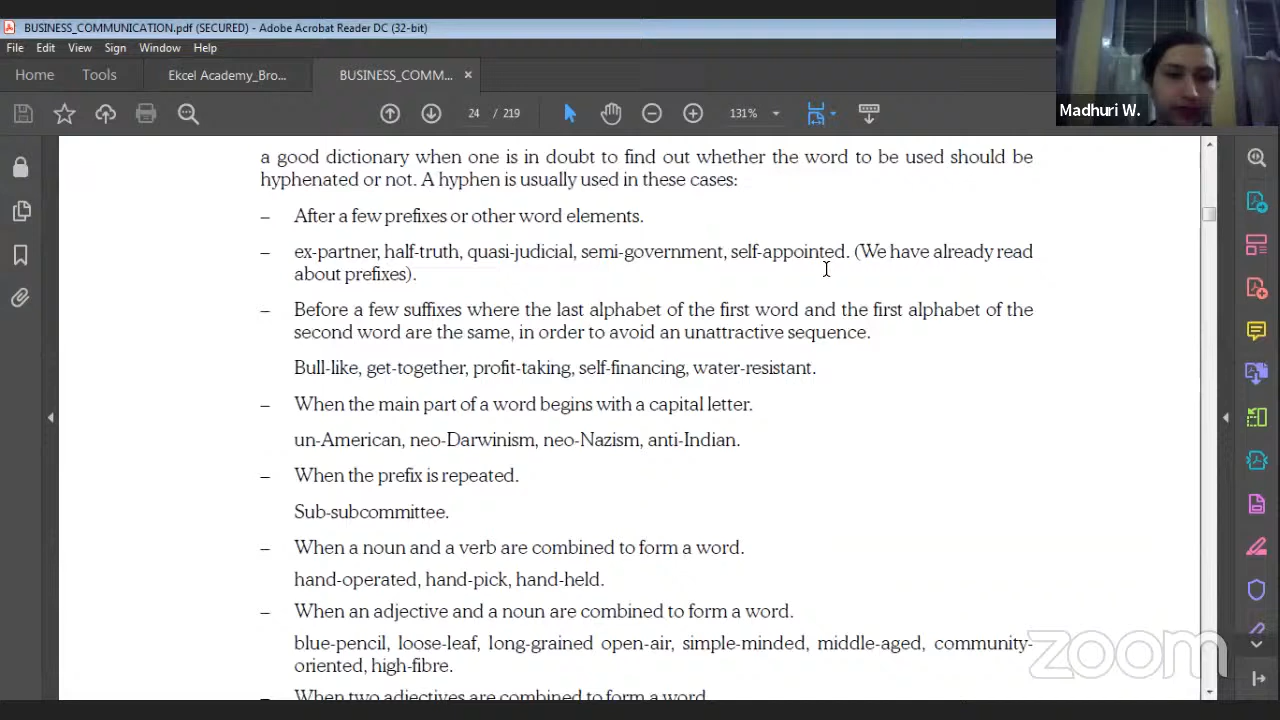 BUSINESS_COMMUNICATION.pdf (SECURED) - Adobe Acrobat Reader DC (32-bit)
File Edit View Sign Window Help
Home Tools Ekcel Academy_Bro... BUSINESS_COMM... ×
24 / 219 131%
Madhuri W.
a good dictionary when one is in doubt to find out whether the word to be used should be
hyphenated or not. A hyphen is usually used in these cases:
– After a few prefixes or other word elements.
– ex-partner, half-truth, quasi-judicial, semi-government, self-appointed. (We have already read
about prefixes).
– Before a few suffixes where the last alphabet of the first word and the first alphabet of the
second word are the same, in order to avoid an unattractive sequence.
Bull-like, get-together, profit-taking, self-financing, water-resistant.
– When the main part of a word begins with a capital letter.
un-American, neo-Darwinism, neo-Nazism, anti-Indian.
– When the prefix is repeated.
Sub-subcommittee.
– When a noun and a verb are combined to form a word.
hand-operated, hand-pick, hand-held.
– When an adjective and a noun are combined to form a word.
blue-pencil, loose-leaf, long-grained open-air, simple-minded, middle-aged, community-
oriented, high-fibre.
– When two adjectives are combined to form a word.
zoom